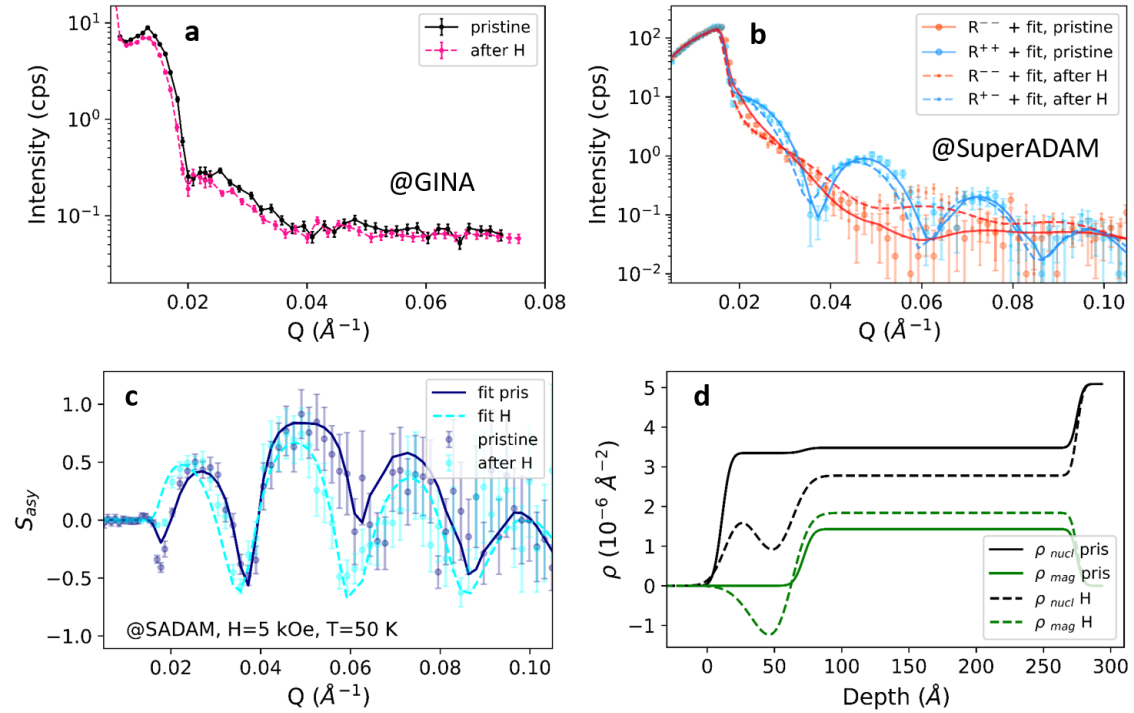 a
pristine
after H
@GINA
Intensity (cps)
10¹
10⁰
10⁻¹
0.02
0.04
0.06
0.08
Q (Å⁻¹)
b
R⁻⁻ + fit, pristine
R⁺⁺ + fit, pristine
R⁻⁻ + fit, after H
R⁺⁻ + fit, after H
@SuperADAM
Intensity (cps)
10²
10¹
10⁰
10⁻¹
10⁻²
0.02
0.04
0.06
0.08
0.10
Q (Å⁻¹)
c
fit pris
fit H
pristine
after H
@SADAM, H=5 kOe, T=50 K
S_asy
1.0
0.5
0.0
−0.5
−1.0
0.02
0.04
0.06
0.08
0.10
Q (Å⁻¹)
d
ρ nucl pris
ρ mag pris
ρ nucl H
ρ mag H
ρ (10⁻⁶ Å⁻²)
5
4
3
2
1
0
−1
0
50
100
150
200
250
300
Depth (Å)